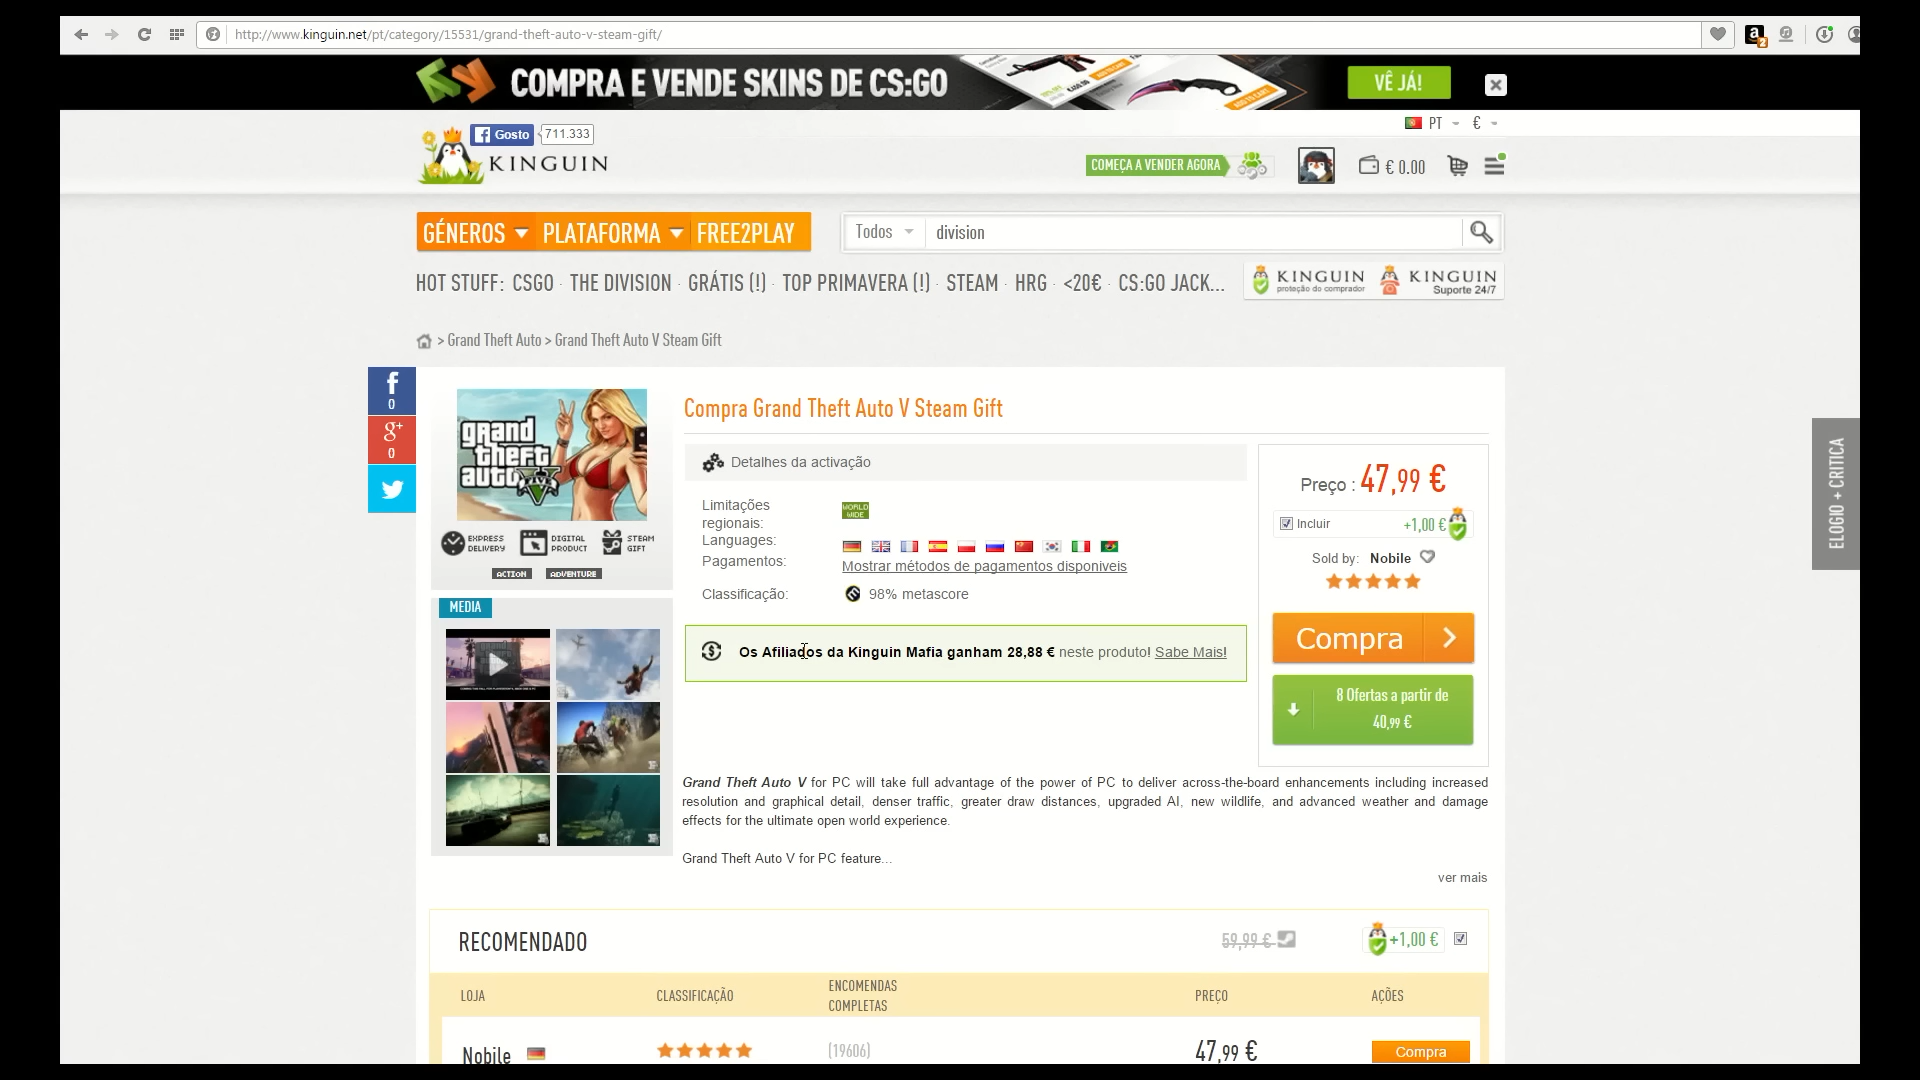 http://www.kinguin.net/pt/category/15531/grand-theft-auto-v-steam-gift/
COMPRA E VENDE SKINS DE CS:GO
VÊ JÁ!
Gosto 711.333
PT €
KINGUIN
COMEÇA A VENDER AGORA
€ 0.00
GÉNEROS PLATAFORMA FREE2PLAY
Todos division
HOT STUFF: CSGO · THE DIVISION · GRÁTIS (!) · TOP PRIMAVERA (!) · STEAM · HRG · <20€ · CS:GO JACK...
KINGUIN
proteção do comprador
KINGUIN
Suporte 24/7
> Grand Theft Auto > Grand Theft Auto V Steam Gift
0
g+
0
grand
theft
auto V
FIVE
EXPRESS
DELIVERY
DIGITAL
PRODUCT
STEAM
GIFT
ACTION ADVENTURE
MEDIA
Compra Grand Theft Auto V Steam Gift
Detalhes da activação
Limitações
regionais:
WORLD
WIDE
Languages:
Pagamentos:
Mostrar métodos de pagamentos disponiveis
Classificação: 98% metascore
Os Afiliados da Kinguin Mafia ganham 28,88 € neste produto! Sabe Mais!
Preço : 47,99 €
Incluir +1,00 €
Sold by: Nobile
Compra
8 Ofertas a partir de
40,99 €
ELOGIO + CRITICA
Grand Theft Auto V for PC will take full advantage of the power of PC to deliver across-the-board enhancements including increased
resolution and graphical detail, denser traffic, greater draw distances, upgraded AI, new wildlife, and advanced weather and damage
effects for the ultimate open world experience.
Grand Theft Auto V for PC feature...
ver mais
RECOMENDADO
59,99 €
+1,00 €
LOJA CLASSIFICAÇÃO ENCOMENDAS
COMPLETAS PREÇO AÇÕES
Nobile (19606) 47,99 € Compra